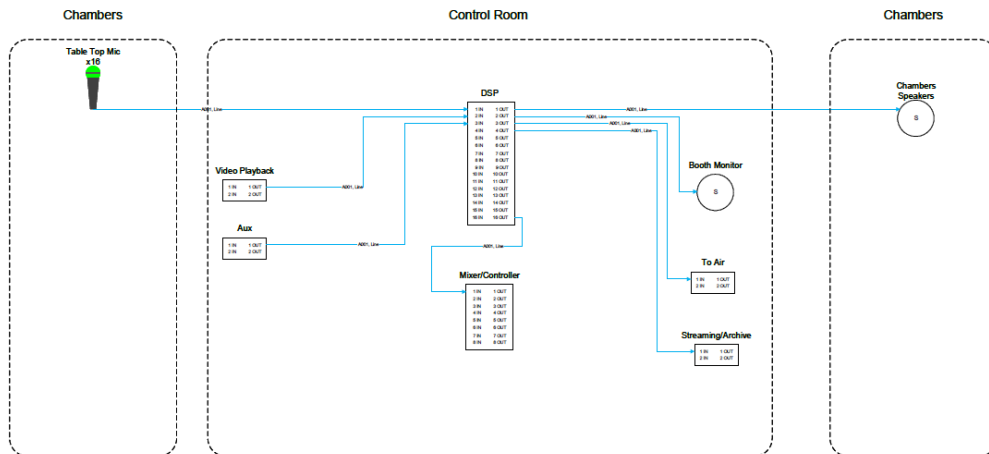 Chambers
Control Room
Chambers
Table Top Mic
x16
A001, Line
DSP
1 IN 1 OUT
2 IN 2 OUT
3 IN 3 OUT
4 IN 4 OUT
5 IN 5 OUT
6 IN 6 OUT
7 IN 7 OUT
8 IN 8 OUT
9 IN 9 OUT
10 IN 10 OUT
11 IN 11 OUT
12 IN 12 OUT
13 IN 13 OUT
14 IN 14 OUT
15 IN 15 OUT
16 IN 16 OUT
A001, Line
A001, Line
A001, Line
A001, Line
Chambers
Speakers
S
Video Playback
1 IN 1 OUT
2 IN 2 OUT
A001, Line
Booth Monitor
S
Aux
1 IN 1 OUT
2 IN 2 OUT
A001, Line
A001, Line
Mixer/Controller
1 IN 1 OUT
2 IN 2 OUT
3 IN 3 OUT
4 IN 4 OUT
5 IN 5 OUT
6 IN 6 OUT
7 IN 7 OUT
8 IN 8 OUT
To Air
1 IN 1 OUT
2 IN 2 OUT
Streaming/Archive
1 IN 1 OUT
2 IN 2 OUT